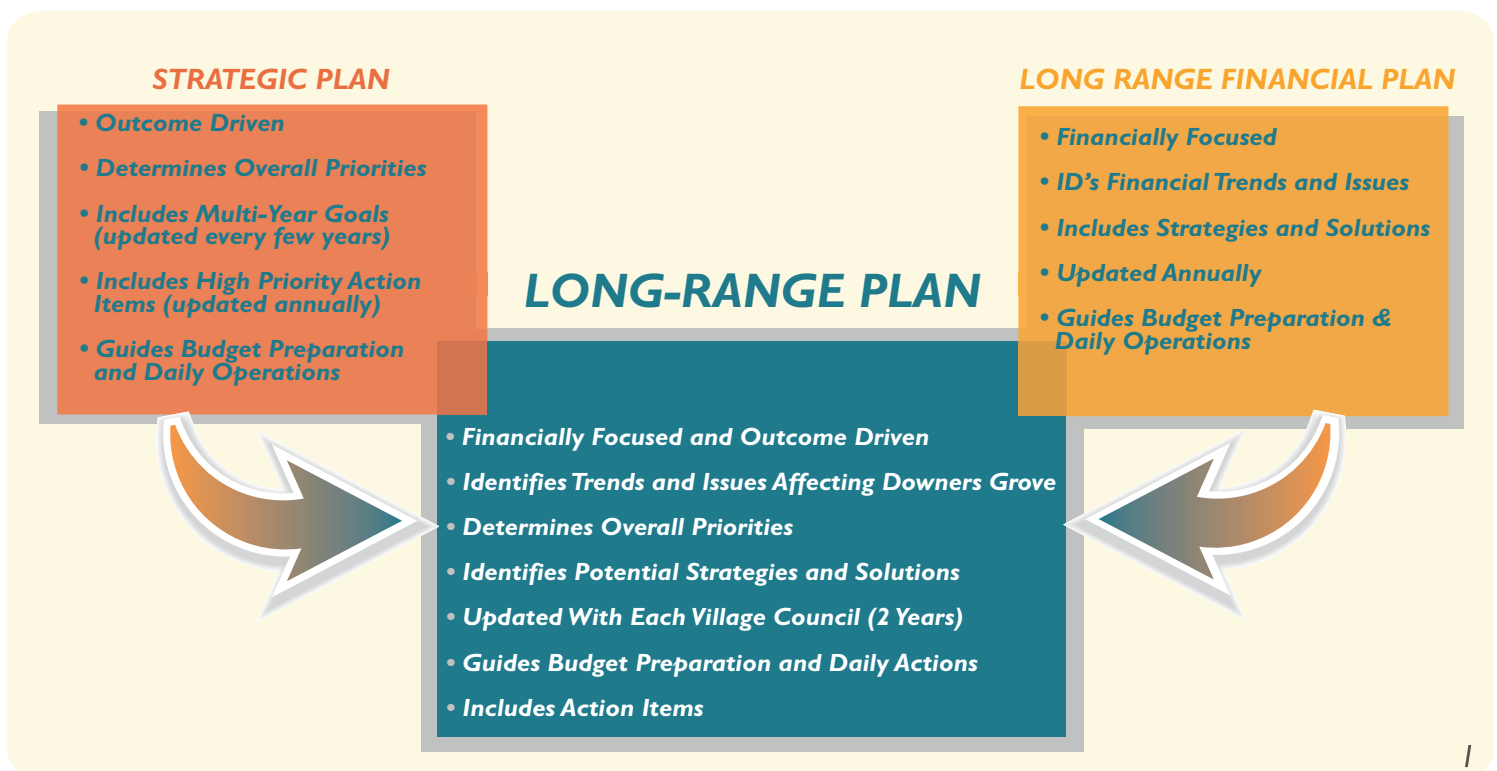 STRATEGIC PLAN
• Outcome Driven
• Determines Overall Priorities
• Includes Multi-Year Goals
(updated every few years)
• Includes High Priority Action
Items (updated annually)
• Guides Budget Preparation
and Daily Operations
LONG RANGE FINANCIAL PLAN
• Financially Focused
• ID’s Financial Trends and Issues
• Includes Strategies and Solutions
• Updated Annually
• Guides Budget Preparation &
Daily Operations
LONG-RANGE PLAN
• Financially Focused and Outcome Driven
• Identifies Trends and Issues Affecting Downers Grove
• Determines Overall Priorities
• Identifies Potential Strategies and Solutions
• Updated With Each Village Council (2 Years)
• Guides Budget Preparation and Daily Actions
• Includes Action Items
1